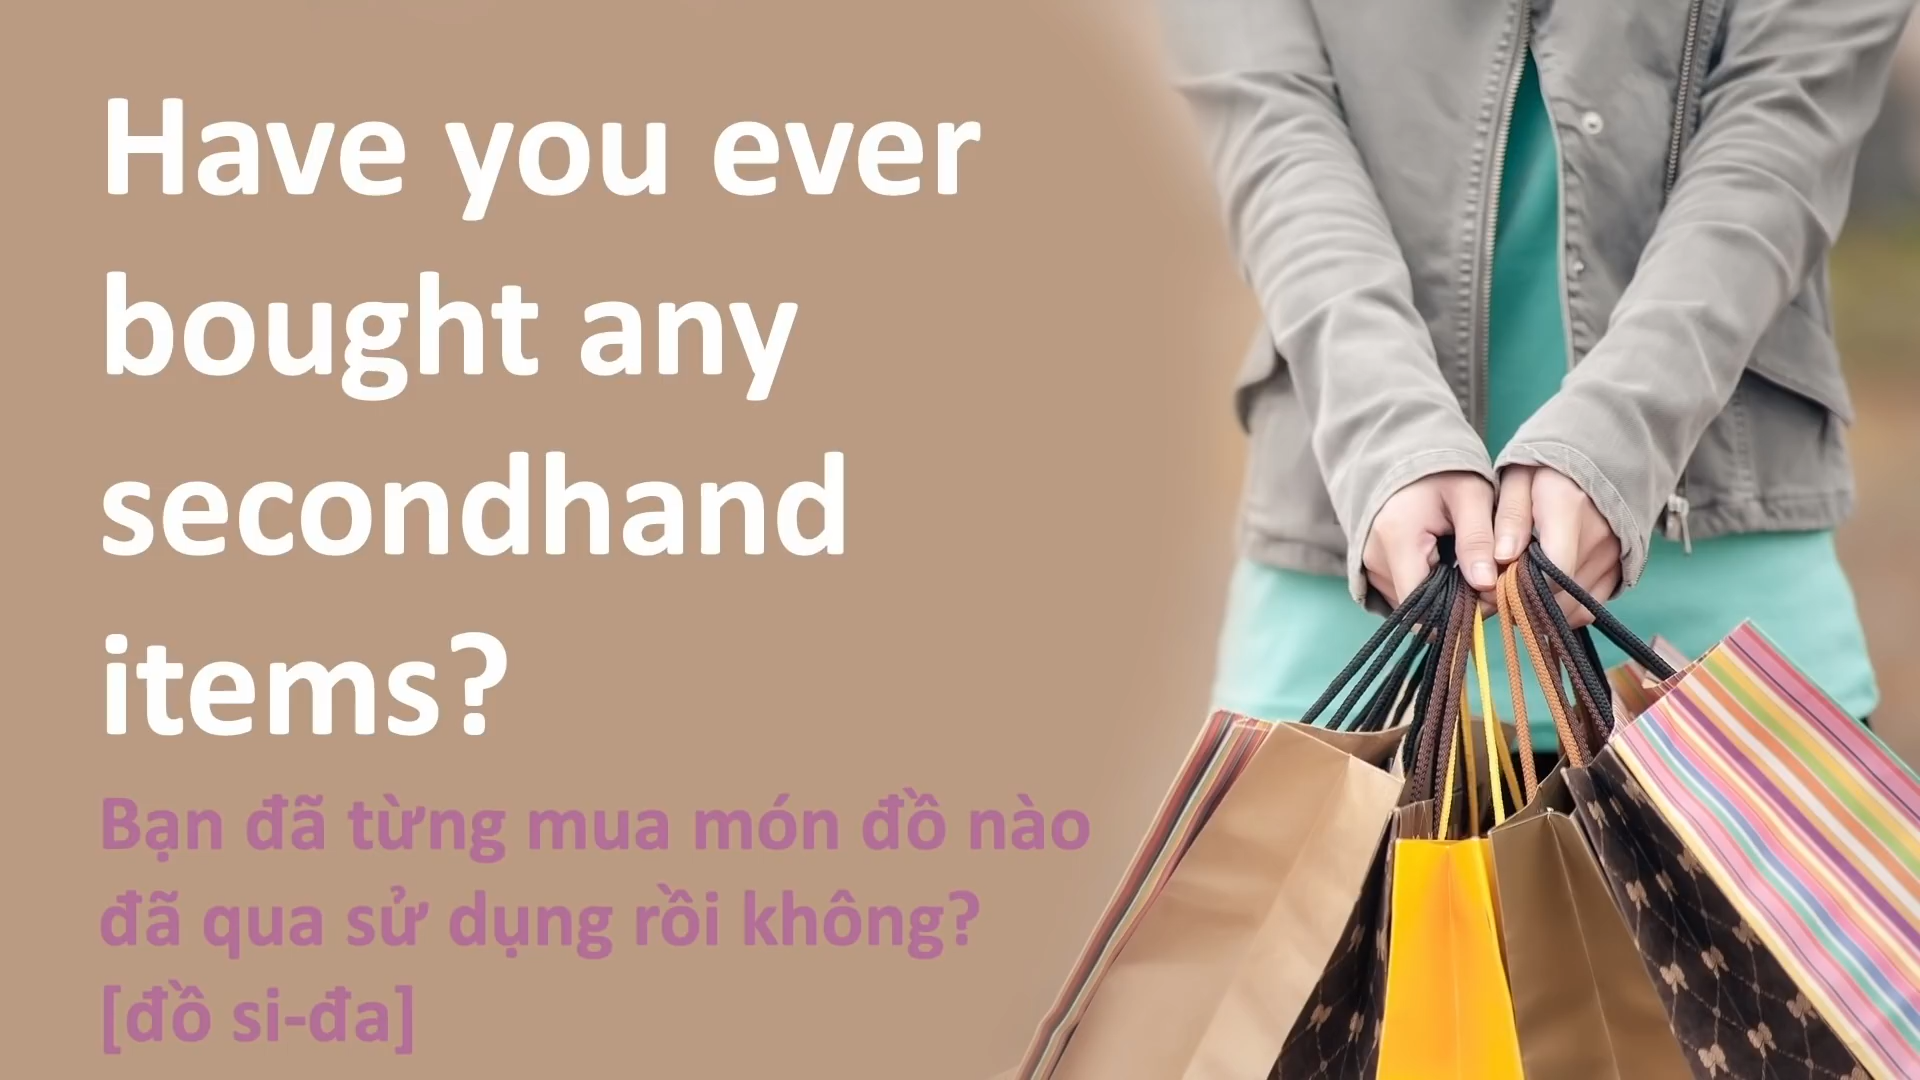 Have you ever
bought any
secondhand
items?
Bạn đã từng mua món đồ nào
đã qua sử dụng rồi không?
[đồ si-đa]